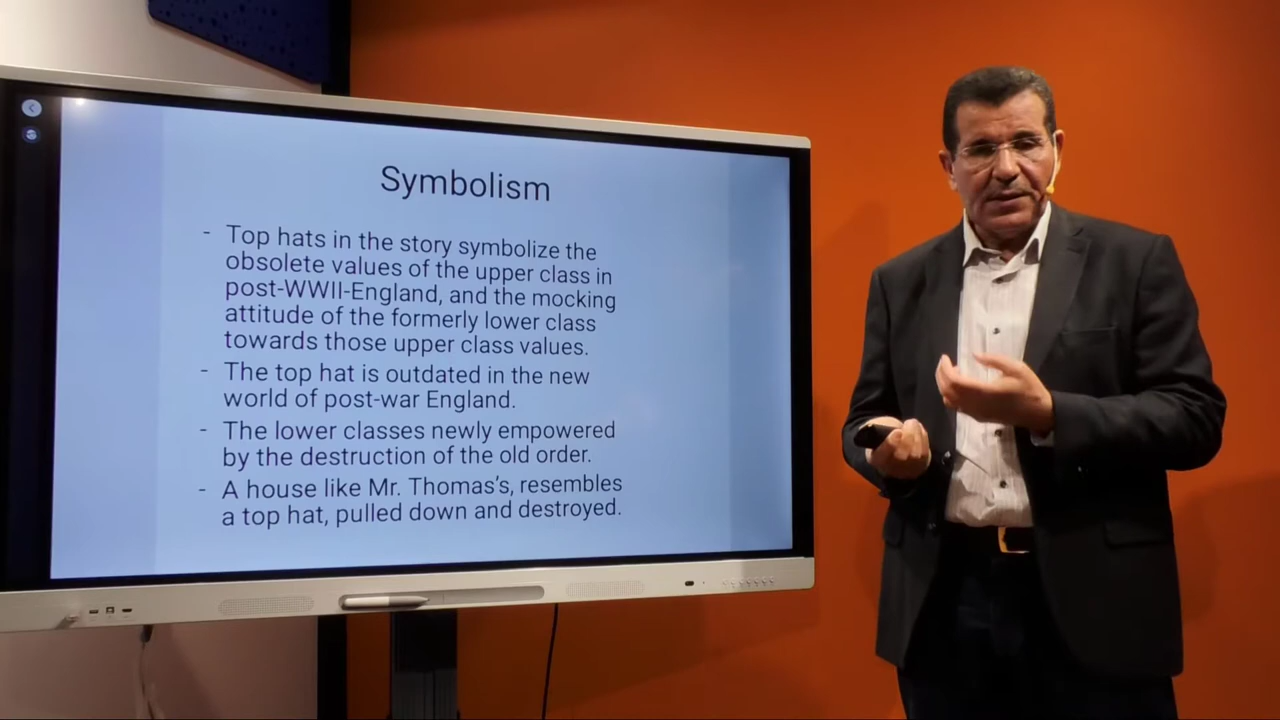 Symbolism
- Top hats in the story symbolize the
obsolete values of the upper class in
post-WWII-England, and the mocking
attitude of the formerly lower class
towards those upper class values.
- The top hat is outdated in the new
world of post-war England.
- The lower classes newly empowered
by the destruction of the old order.
- A house like Mr. Thomas's, resembles
a top hat, pulled down and destroyed.